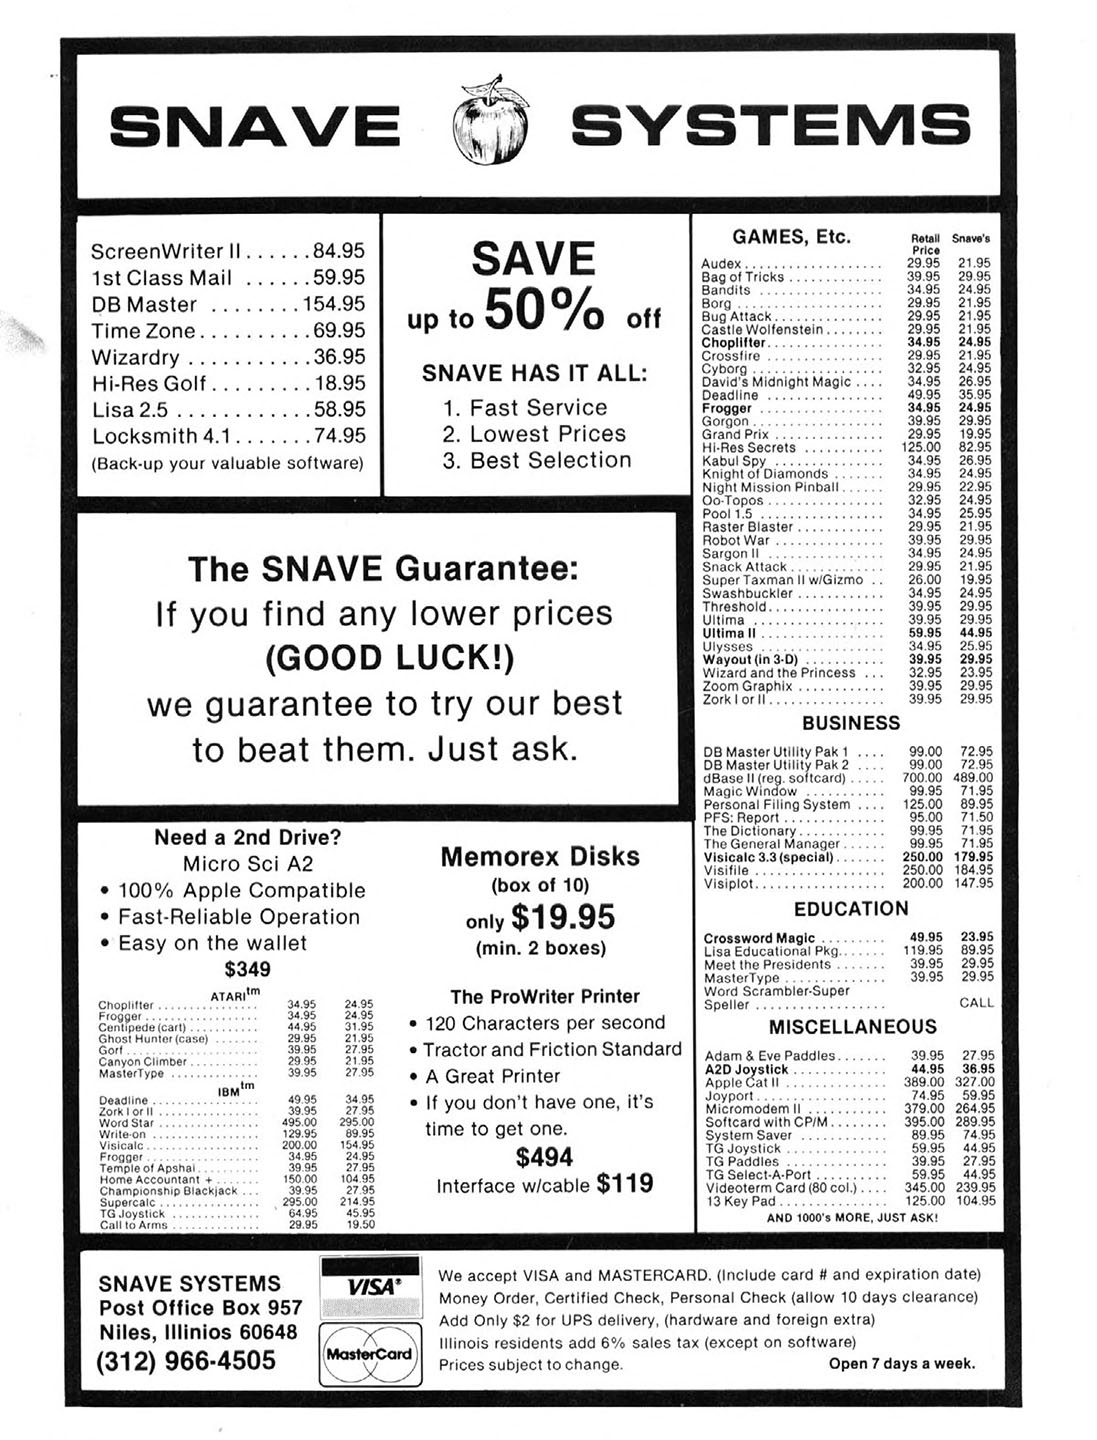 SNAVE SYSTEMS
ScreenWriter II ...... 84.95
1st Class Mail ...... 59.95
DB Master ........ 154.95
Time Zone .......... 69.95
Wizardry ........... 36.95
Hi-Res Golf ......... 18.95
Lisa 2.5 ............ 58.95
Locksmith 4.1 ....... 74.95
(Back-up your valuable software)
SAVE
up to 50% off
SNAVE HAS IT ALL:
1. Fast Service
2. Lowest Prices
3. Best Selection
The SNAVE Guarantee:
If you find any lower prices
(GOOD LUCK!)
we guarantee to try our best
to beat them. Just ask.
Need a 2nd Drive?
Micro Sci A2
• 100% Apple Compatible
• Fast-Reliable Operation
• Easy on the wallet
$349
ATARI tm
Choplifter ................ 34.95 24.95
Frogger .................. 34.95 24.95
Centipede (cart) ........... 44.95 31.95
Ghost Hunter (case) ....... 29.95 21.95
Gorf ..................... 39.95 27.95
Canyon Climber ........... 29.95 21.95
MasterType .............. 39.95 27.95
IBM tm
Deadline ................. 49.95 34.95
Zork I or II ................ 39.95 27.95
Word Star ................ 495.00 295.00
Write-on ................. 129.95 89.95
Visicalc .................. 200.00 154.95
Frogger .................. 34.95 24.95
Temple of Apshai .......... 39.95 27.95
Home Accountant + ....... 150.00 104.95
Championship Blackjack ... 39.95 27.95
Supercalc ................ 295.00 214.95
TG Joystick ............... 64.95 45.95
Call to Arms .............. 29.95 19.50
Memorex Disks
(box of 10)
only $19.95
(min. 2 boxes)
The ProWriter Printer
• 120 Characters per second
• Tractor and Friction Standard
• A Great Printer
• If you don't have one, it's
time to get one.
$494
Interface w/cable $119
GAMES, Etc. Retail Snave's
Price
Audex .................. 29.95 21.95
Bag of Tricks ............. 39.95 29.95
Bandits ................. 34.95 24.95
Borg .................... 29.95 21.95
Bug Attack ............... 29.95 21.95
Castle Wolfenstein ........ 29.95 21.95
Choplifter ................ 34.95 24.95
Crossfire ................ 29.95 21.95
Cyborg .................. 32.95 24.95
David's Midnight Magic .... 34.95 26.95
Deadline ................. 49.95 35.95
Frogger ................. 34.95 24.95
Gorgon .................. 39.95 29.95
Grand Prix ............... 29.95 19.95
Hi-Res Secrets ........... 125.00 82.95
Kabul Spy ............... 34.95 26.95
Knight of Diamonds ....... 34.95 24.95
Night Mission Pinball ...... 29.95 22.95
Oo-Topos ................ 32.95 24.95
Pool 1.5 ................. 34.95 25.95
Raster Blaster ............ 29.95 21.95
Robot War ............... 39.95 29.95
Sargon II ................ 34.95 24.95
Snack Attack ............. 29.95 21.95
Super Taxman II w/Gizmo .. 26.00 19.95
Swashbuckler ............ 34.95 24.95
Threshold ................ 39.95 29.95
Ultima .................. 39.95 29.95
Ultima II ................. 59.95 44.95
Ulysses ................. 34.95 25.95
Wayout (in 3-D) ........... 39.95 29.95
Wizard and the Princess ... 32.95 23.95
Zoom Graphix ............ 39.95 29.95
Zork I or II ................ 39.95 29.95
BUSINESS
DB Master Utility Pak 1 .... 99.00 72.95
DB Master Utility Pak 2 .... 99.00 72.95
dBase II (reg. softcard) ..... 700.00 489.00
Magic Window ............ 99.95 71.95
Personal Filing System .... 125.00 89.95
PFS: Report .............. 95.00 71.50
The Dictionary ............ 99.95 71.95
The General Manager ...... 99.95 71.95
Visicalc 3.3 (special) ....... 250.00 179.95
Visifile .................. 250.00 184.95
Visiplot .................. 200.00 147.95
EDUCATION
Crossword Magic ......... 49.95 23.95
Lisa Educational Pkg. ...... 119.95 89.95
Meet the Presidents ....... 39.95 29.95
MasterType .............. 39.95 29.95
Word Scrambler-Super
Speller .................. CALL
MISCELLANEOUS
Adam & Eve Paddles ....... 39.95 27.95
A2D Joystick ............. 44.95 36.95
Apple Cat II .............. 389.00 327.00
Joyport .................. 74.95 59.95
Micromodem II ........... 379.00 264.95
Softcard with CP/M ........ 395.00 289.95
System Saver ............ 89.95 74.95
TG Joystick .............. 59.95 44.95
TG Paddles .............. 39.95 27.95
TG Select-A-Port .......... 59.95 44.95
Videoterm Card (80 col.) .... 345.00 239.95
13 Key Pad ............... 125.00 104.95
AND 1000's MORE, JUST ASK!
SNAVE SYSTEMS
Post Office Box 957
Niles, Illinios 60648
(312) 966-4505
VISA®
MasterCard
We accept VISA and MASTERCARD. (Include card # and expiration date)
Money Order, Certified Check, Personal Check (allow 10 days clearance)
Add Only $2 for UPS delivery, (hardware and foreign extra)
Illinois residents add 6% sales tax (except on software)
Prices subject to change. Open 7 days a week.